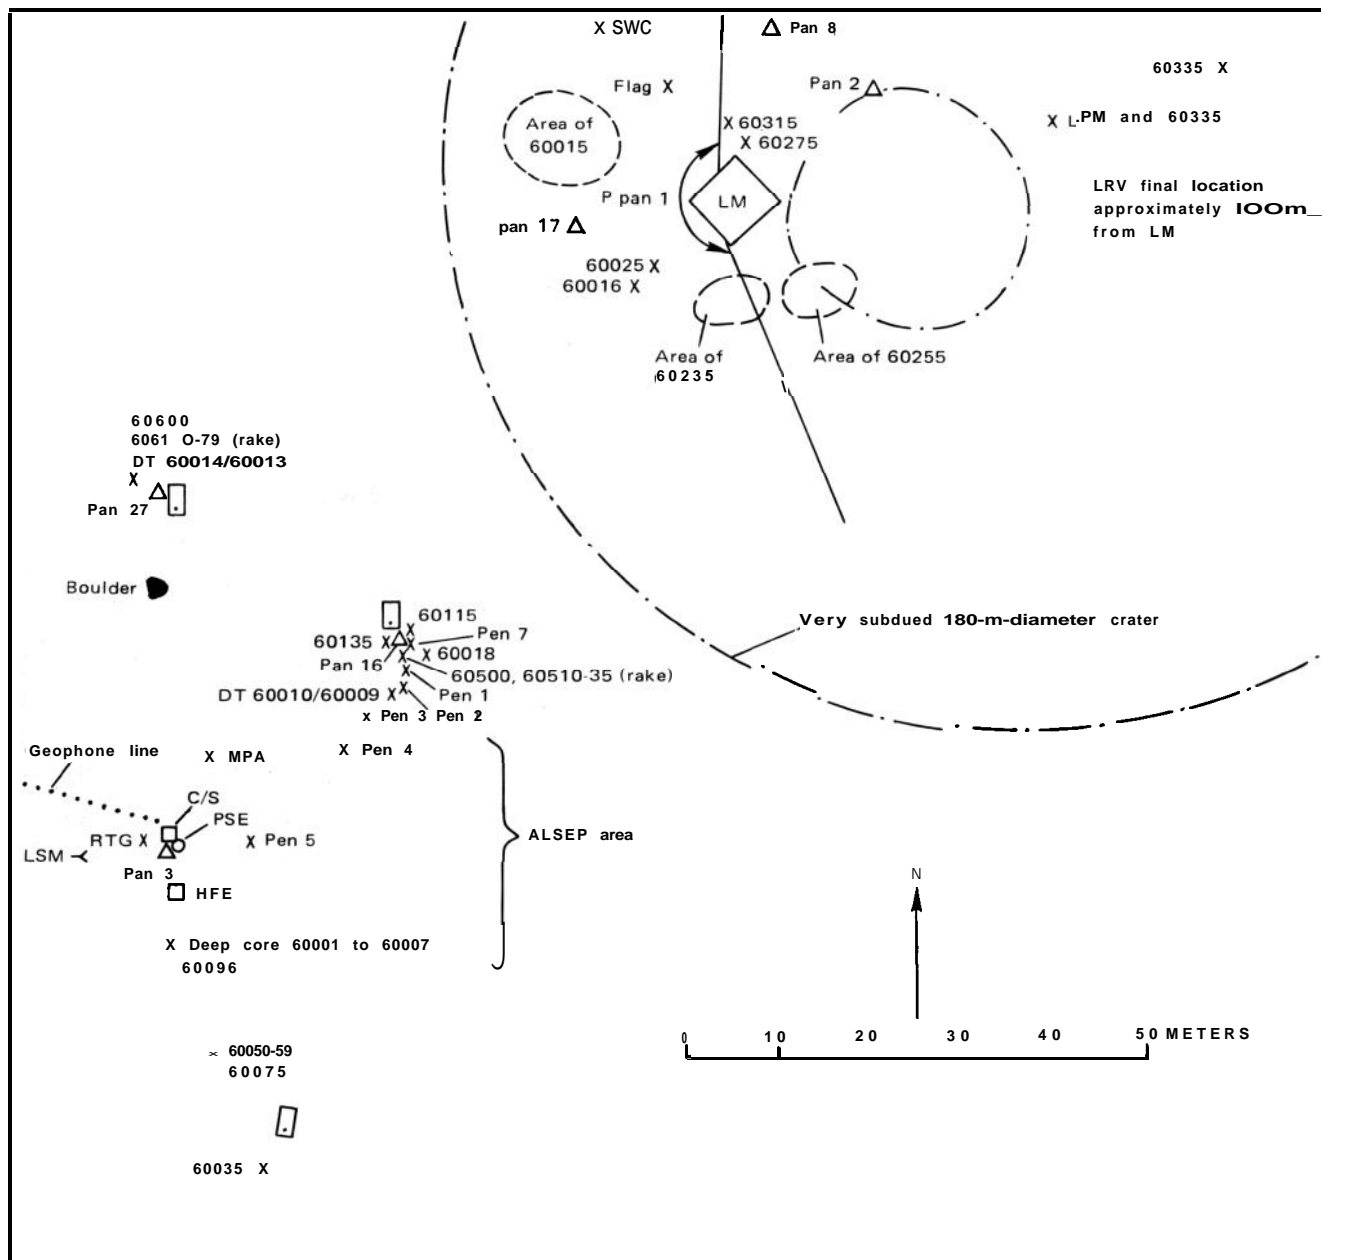 X SWC
Pan 8
60335 X
Flag X
Pan 2
X L.PM and 60335
Area of
60015
X 60315
X 60275
LRV final location
approximately IOOm_
from LM
P pan 1
LM
pan 17
60025 X
60016 X
Area of
60235
Area of 60255
60600
6061 O-79 (rake)
DT 60014/60013
X
Pan 27
Boulder
60115
X
60135 X
X
Pen 7
Pan 16
X 60018
X
60500, 60510-35 (rake)
X
DT 60010/60009 X
X
Pen 1
x Pen 3 Pen 2
Very subdued 180-m-diameter crater
Geophone line
X MPA
X Pen 4
C/S
PSE
RTG X
X Pen 5
LSM
ALSEP area
Pan 3
HFE
N
X Deep core 60001 to 60007
60096
0 10 20 30 40 50 METERS
x 60050-59
60075
60035 X